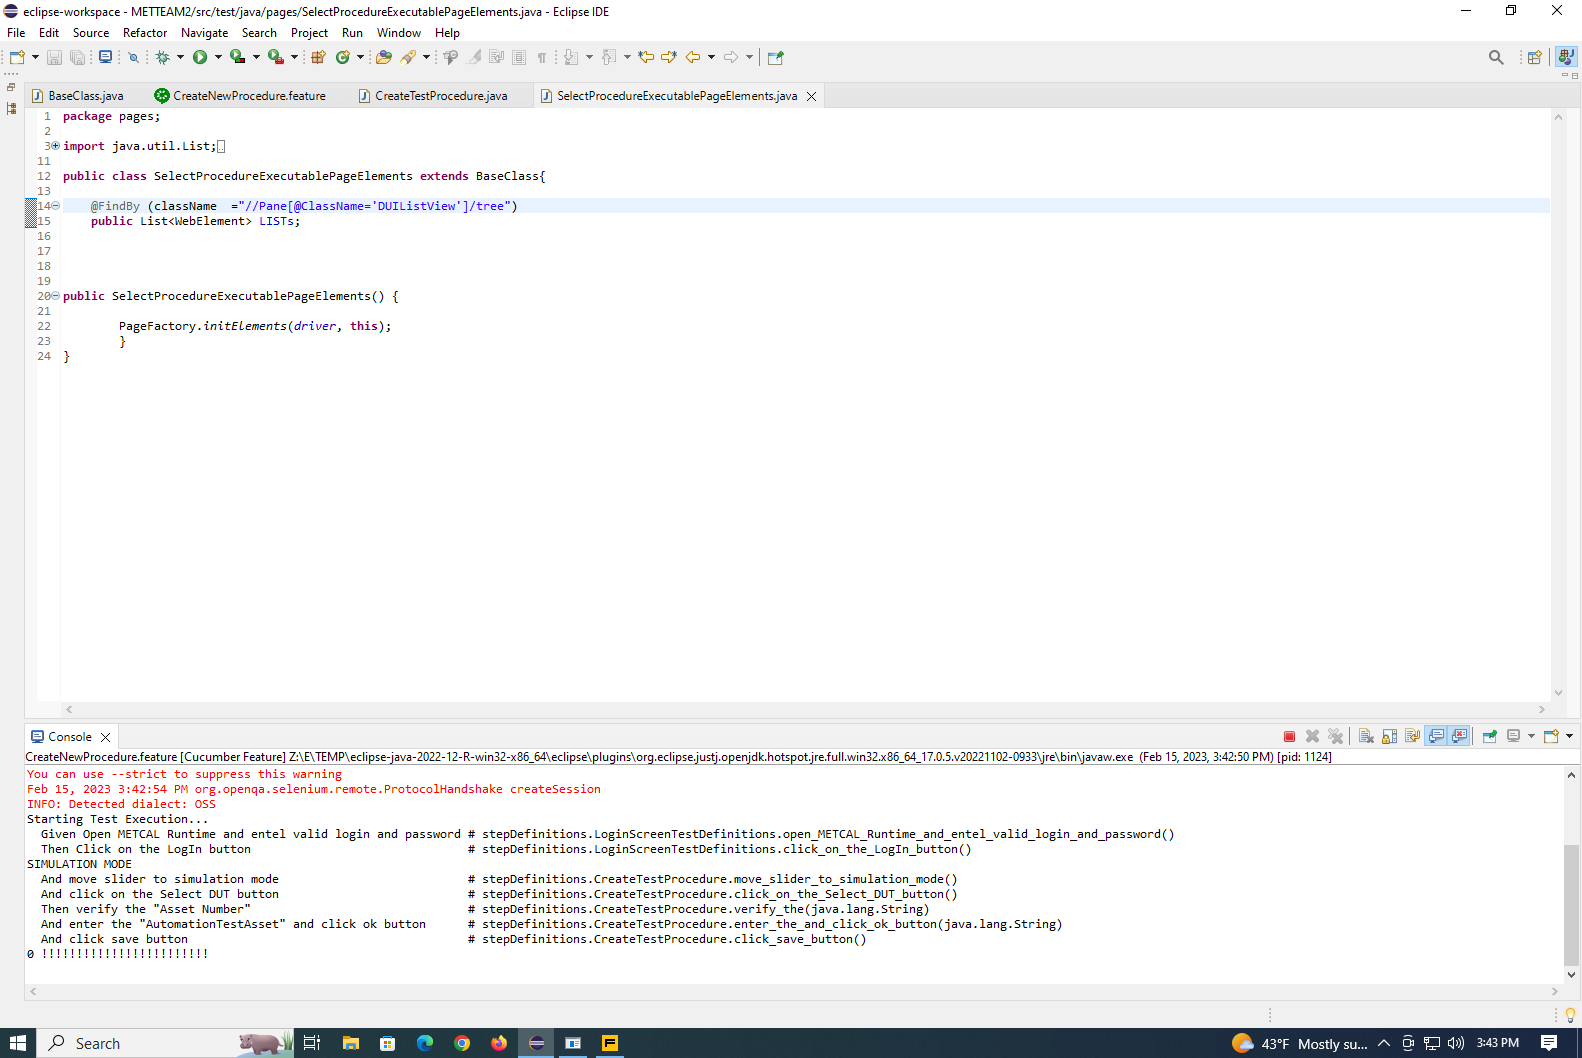 eclipse-workspace - METTEAM2/src/test/java/pages/SelectProcedureExecutablePageElements.java - Eclipse IDE
File Edit Source Refactor Navigate Search Project Run Window Help
BaseClass.java CreateNewProcedure.feature CreateTestProcedure.java SelectProcedureExecutablePageElements.java
1 package pages;
2
3 import java.util.List;
11
12 public class SelectProcedureExecutablePageElements extends BaseClass{
13
14 @FindBy (className  ="//Pane[@ClassName='DUIListView']/tree")
15 public List<WebElement> LISTs;
16
17
18
19
20 public SelectProcedureExecutablePageElements() {
21
22 PageFactory.initElements(driver, this);
23 }
24 }
Console
CreateNewProcedure.feature [Cucumber Feature] Z:\E\TEMP\eclipse-java-2022-12-R-win32-x86_64\eclipse\plugins\org.eclipse.justj.openjdk.hotspot.jre.full.win32.x86_64_17.0.5.v20221102-0933\jre\bin\javaw.exe (Feb 15, 2023, 3:42:50 PM) [pid: 1124]
You can use --strict to suppress this warning
Feb 15, 2023 3:42:54 PM org.openqa.selenium.remote.ProtocolHandshake createSession
INFO: Detected dialect: OSS
Starting Test Execution...
Given Open METCAL Runtime and entel valid login and password # stepDefinitions.LoginScreenTestDefinitions.open_METCAL_Runtime_and_entel_valid_login_and_password()
Then Click on the LogIn button # stepDefinitions.LoginScreenTestDefinitions.click_on_the_LogIn_button()
SIMULATION MODE
And move slider to simulation mode # stepDefinitions.CreateTestProcedure.move_slider_to_simulation_mode()
And click on the Select DUT button # stepDefinitions.CreateTestProcedure.click_on_the_Select_DUT_button()
Then verify the "Asset Number" # stepDefinitions.CreateTestProcedure.verify_the(java.lang.String)
And enter the "AutomationTestAsset" and click ok button # stepDefinitions.CreateTestProcedure.enter_the_and_click_ok_button(java.lang.String)
And click save button # stepDefinitions.CreateTestProcedure.click_save_button()
0 !!!!!!!!!!!!!!!!!!!!!!!!
Search 43°F Mostly su... 3:43 PM